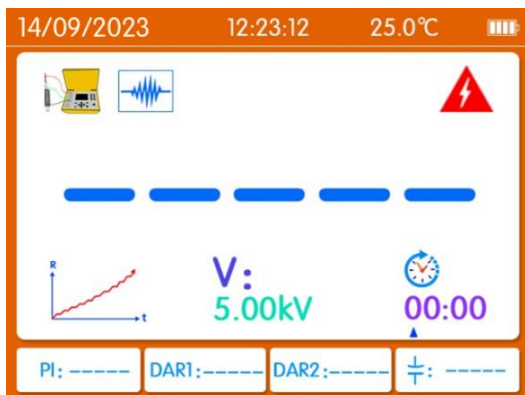 14/09/2023 12:23:12 25.0℃
– – – – –
R
t
V:
5.00kV
00:00
PI: ----- DAR1:----- DAR2:----- : -----